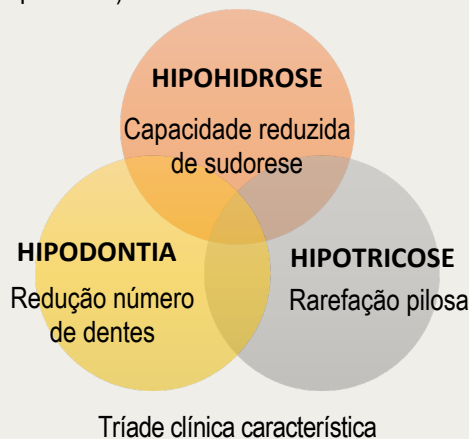 HIPOHIDROSE
Capacidade reduzida
de sudorese
HIPODONTIA
Redução número
de dentes
HIPOTRICOSE
Rarefação pilosa
Tríade clínica característica